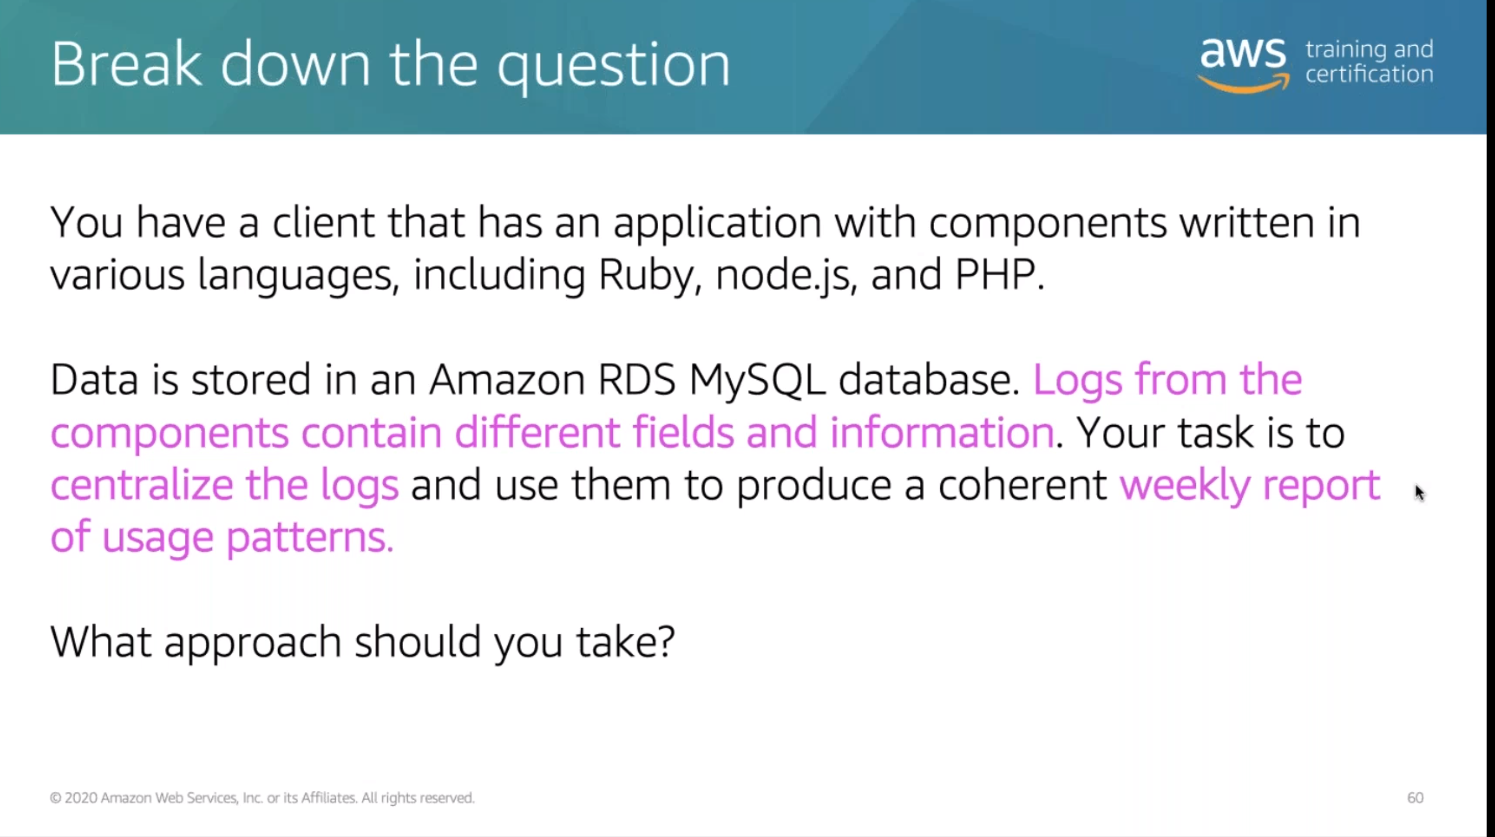 Break down the question
aws training and
certification
You have a client that has an application with components written in
various languages, including Ruby, node.js, and PHP.
Data is stored in an Amazon RDS MySQL database. Logs from the
components contain different fields and information. Your task is to
centralize the logs and use them to produce a coherent weekly report
of usage patterns.
What approach should you take?
© 2020 Amazon Web Services, Inc. or its Affiliates. All rights reserved.
60